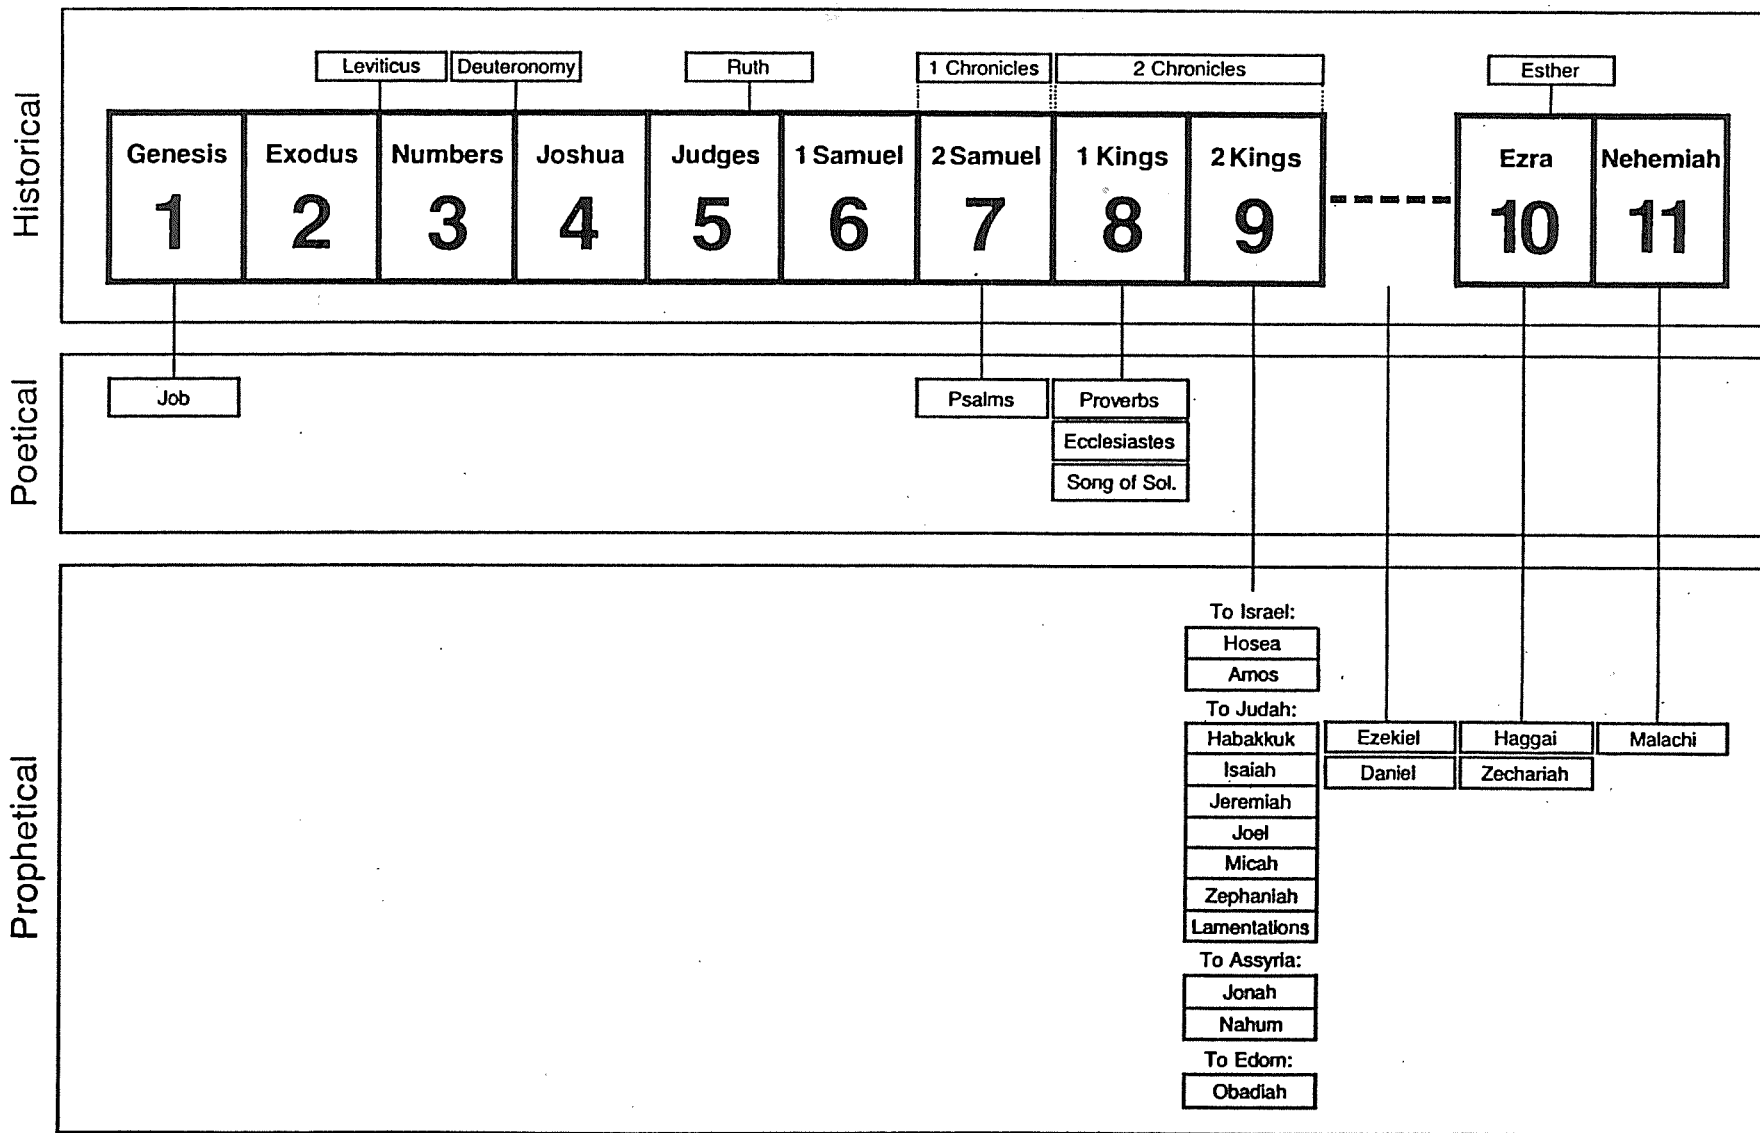 Historical
Leviticus
Deuteronomy
Ruth
1 Chronicles
2 Chronicles
Esther
Genesis
1
Exodus
2
Numbers
3
Joshua
4
Judges
5
1 Samuel
6
2 Samuel
7
1 Kings
8
2 Kings
9
Ezra
10
Nehemiah
11
Poetical
Job
Psalms
Proverbs
Ecclesiastes
Song of Sol.
Prophetical
To Israel:
Hosea
Amos
To Judah:
Habakkuk
Isaiah
Jeremiah
Joel
Micah
Zephaniah
Lamentations
To Assyria:
Jonah
Nahum
To Edom:
Obadiah
Ezekiel
Daniel
Haggai
Zechariah
Malachi